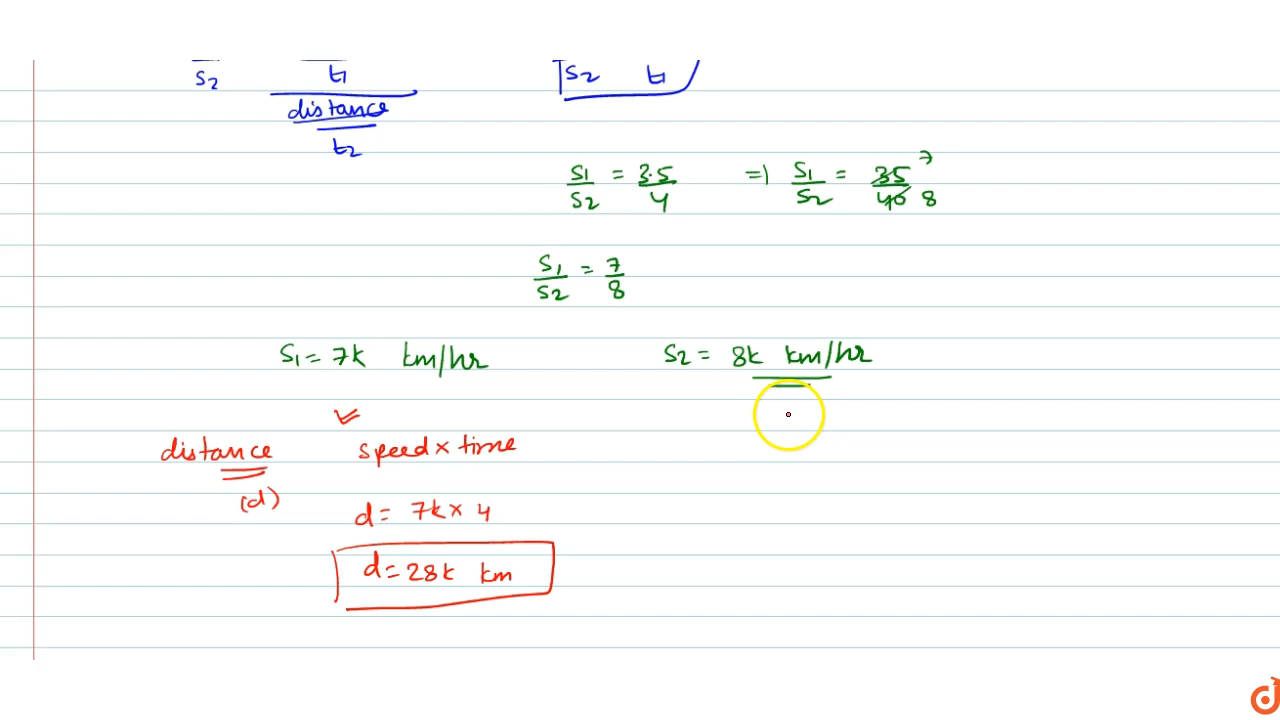 s2 t1 s2 t1
distance
t2
s1/s2 = 3.5/4 => s1/s2 = 35/40 7 8
s1/s2 = 7/8
s1 = 7k km/hr s2 = 8k km/hr
distance speed × time
(d) d = 7k × 4
d = 28k km